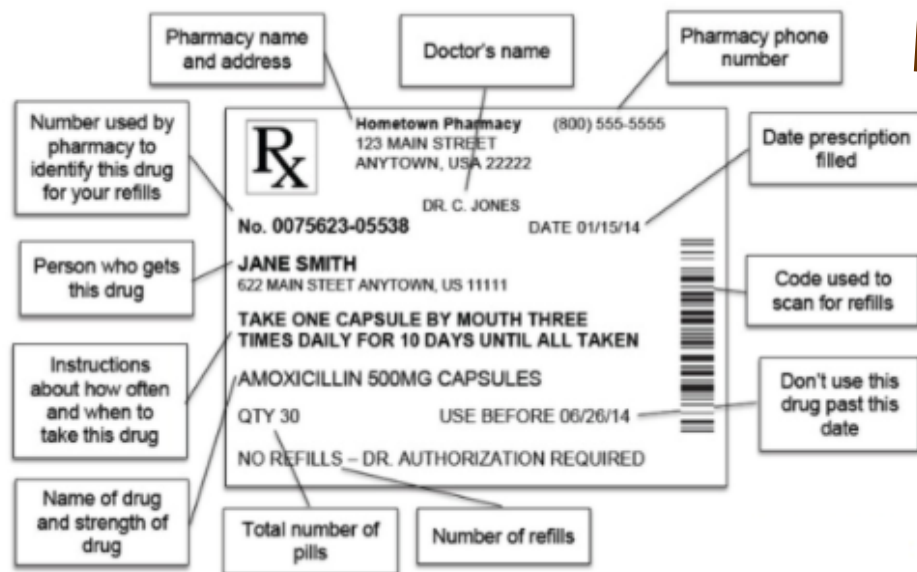 Pharmacy name
and address
Doctor's name
Pharmacy phone
number
Number used by
pharmacy to
identify this drug
for your refills
Date prescription
filled
Person who gets
this drug
Code used to
scan for refills
Instructions
about how often
and when to
take this drug
Don't use this
drug past this
date
Name of drug
and strength of
drug
Total number of
pills
Number of refills
Rx
Hometown Pharmacy
123 MAIN STREET
ANYTOWN, USA 22222
(800) 555-5555
DR. C. JONES
No. 0075623-05538
DATE 01/15/14
JANE SMITH
622 MAIN STEET ANYTOWN, US 11111
TAKE ONE CAPSULE BY MOUTH THREE
TIMES DAILY FOR 10 DAYS UNTIL ALL TAKEN
AMOXICILLIN 500MG CAPSULES
QTY 30
USE BEFORE 06/26/14
NO REFILLS – DR. AUTHORIZATION REQUIRED